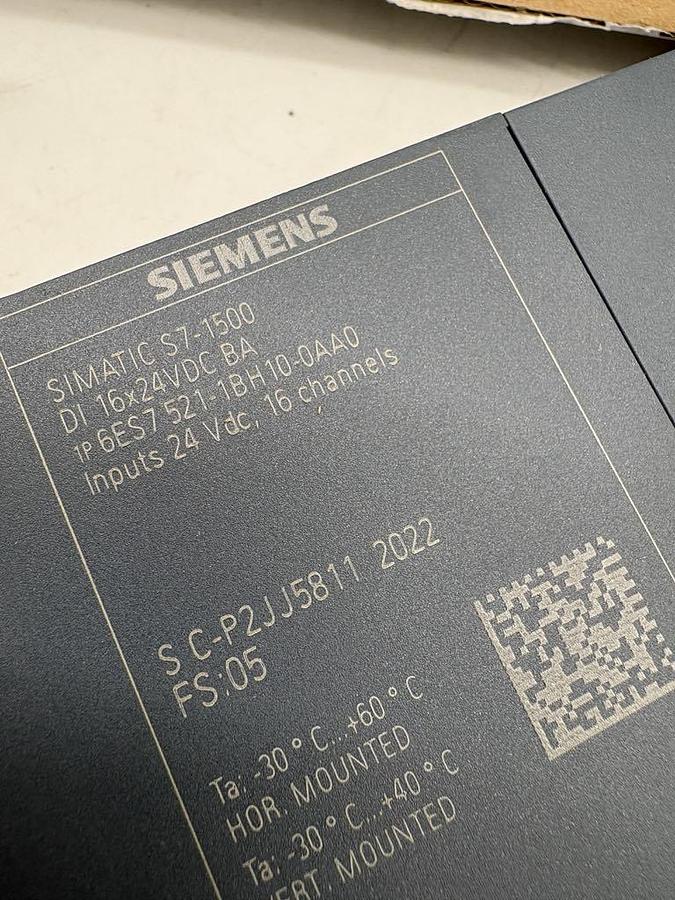 SIEMENS
SIMATIC S7-1500
DI 16x24VDC BA
1P 6ES7 521-1BH10-0AA0
Inputs 24 Vdc, 16 channels
S C-P2JJ5811 2022
FS:05
Ta: -30° C...+60° C
HOR. MOUNTED
Ta: -30° C...+40° C
MOUNTED